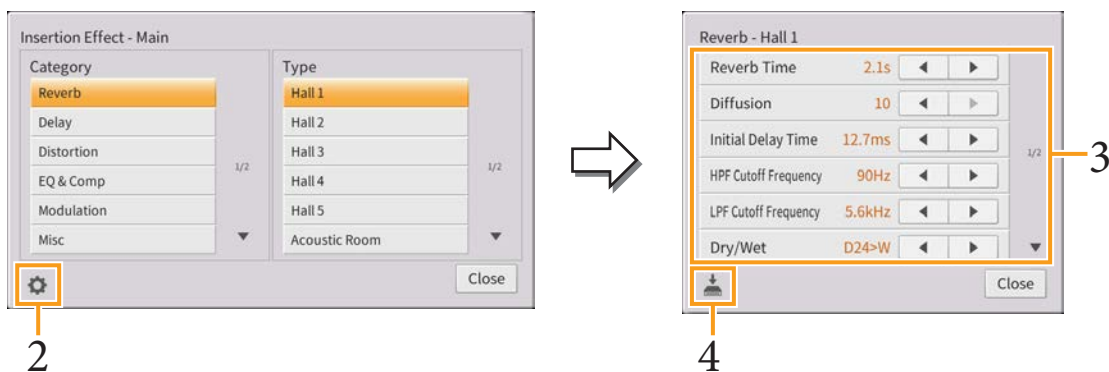 Insertion Effect - Main
Category
Reverb
Delay
Distortion
EQ & Comp
Modulation
Misc
1/2
Type
Hall 1
Hall 2
Hall 3
Hall 4
Hall 5
Acoustic Room
1/2
Close
2
Reverb - Hall 1
Reverb Time 2.1s
Diffusion 10
Initial Delay Time 12.7ms
HPF Cutoff Frequency 90Hz
LPF Cutoff Frequency 5.6kHz
Dry/Wet D24>W
1/2
3
Close
4